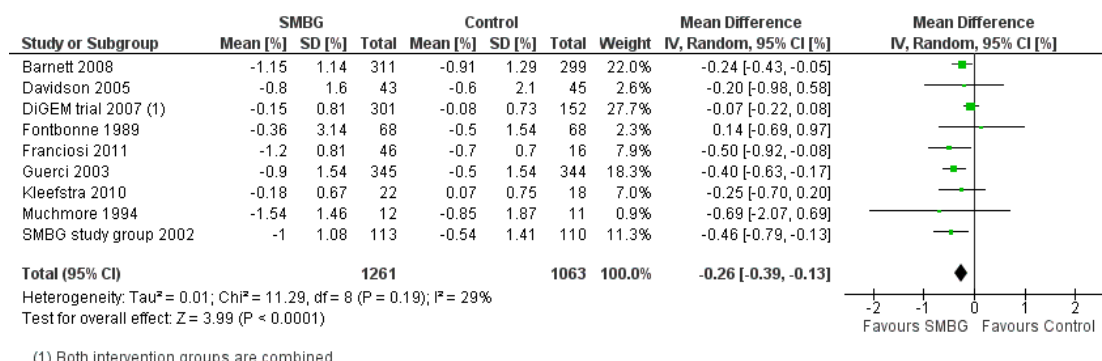 SMBG Control Mean Difference Mean Difference
Study or Subgroup Mean [%] SD [%] Total Mean [%] SD [%] Total Weight IV, Random, 95% CI [%] IV, Random, 95% CI [%]
Barnett 2008 -1.15 1.14 311 -0.91 1.29 299 22.0% -0.24 [-0.43, -0.05]
Davidson 2005 -0.8 1.6 43 -0.6 2.1 45 2.6% -0.20 [-0.98, 0.58]
DiGEM trial 2007 (1) -0.15 0.81 301 -0.08 0.73 152 27.7% -0.07 [-0.22, 0.08]
Fontbonne 1989 -0.36 3.14 68 -0.5 1.54 68 2.3% 0.14 [-0.69, 0.97]
Franciosi 2011 -1.2 0.81 46 -0.7 0.7 16 7.9% -0.50 [-0.92, -0.08]
Guerci 2003 -0.9 1.54 345 -0.5 1.54 344 18.3% -0.40 [-0.63, -0.17]
Kleefstra 2010 -0.18 0.67 22 0.07 0.75 18 7.0% -0.25 [-0.70, 0.20]
Muchmore 1994 -1.54 1.46 12 -0.85 1.87 11 0.9% -0.69 [-2.07, 0.69]
SMBG study group 2002 -1 1.08 113 -0.54 1.41 110 11.3% -0.46 [-0.79, -0.13]
Total (95% CI) 1261 1063 100.0% -0.26 [-0.39, -0.13]
Heterogeneity: Tau² = 0.01; Chi² = 11.29, df = 8 (P = 0.19); I² = 29%
Test for overall effect: Z = 3.99 (P < 0.0001)
-2 -1 0 1 2
Favours SMBG Favours Control
(1) Both intervention groups are combined